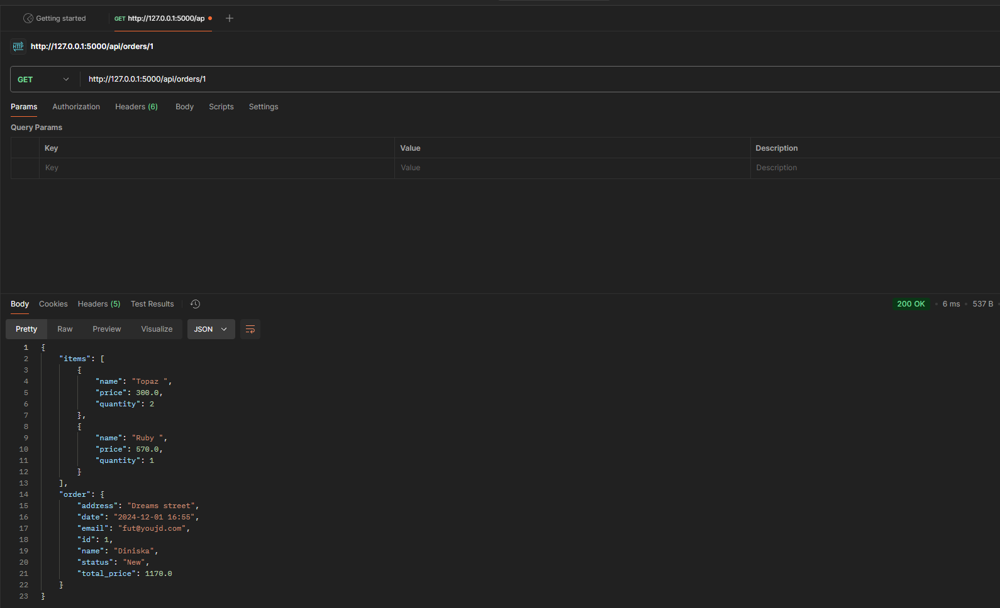 Getting started
GET http://127.0.0.1:5000/ap
HTTP http://127.0.0.1:5000/api/orders/1
GET http://127.0.0.1:5000/api/orders/1
Params Authorization Headers (6) Body Scripts Settings
Query Params
Key Value Description
Key Value Description
Body Cookies Headers (5) Test Results 200 OK 6 ms 537 B
Pretty Raw Preview Visualize JSON
1 {
2 "items": [
3 {
4 "name": "Topaz ",
5 "price": 300.0,
6 "quantity": 2
7 },
8 {
9 "name": "Ruby ",
10 "price": 570.0,
11 "quantity": 1
12 }
13 ],
14 "order": {
15 "address": "Dreams street",
16 "date": "2024-12-01 16:55",
17 "email": "fut@youjd.com",
18 "id": 1,
19 "name": "Diniska",
20 "status": "New",
21 "total_price": 1170.0
22 }
23 }